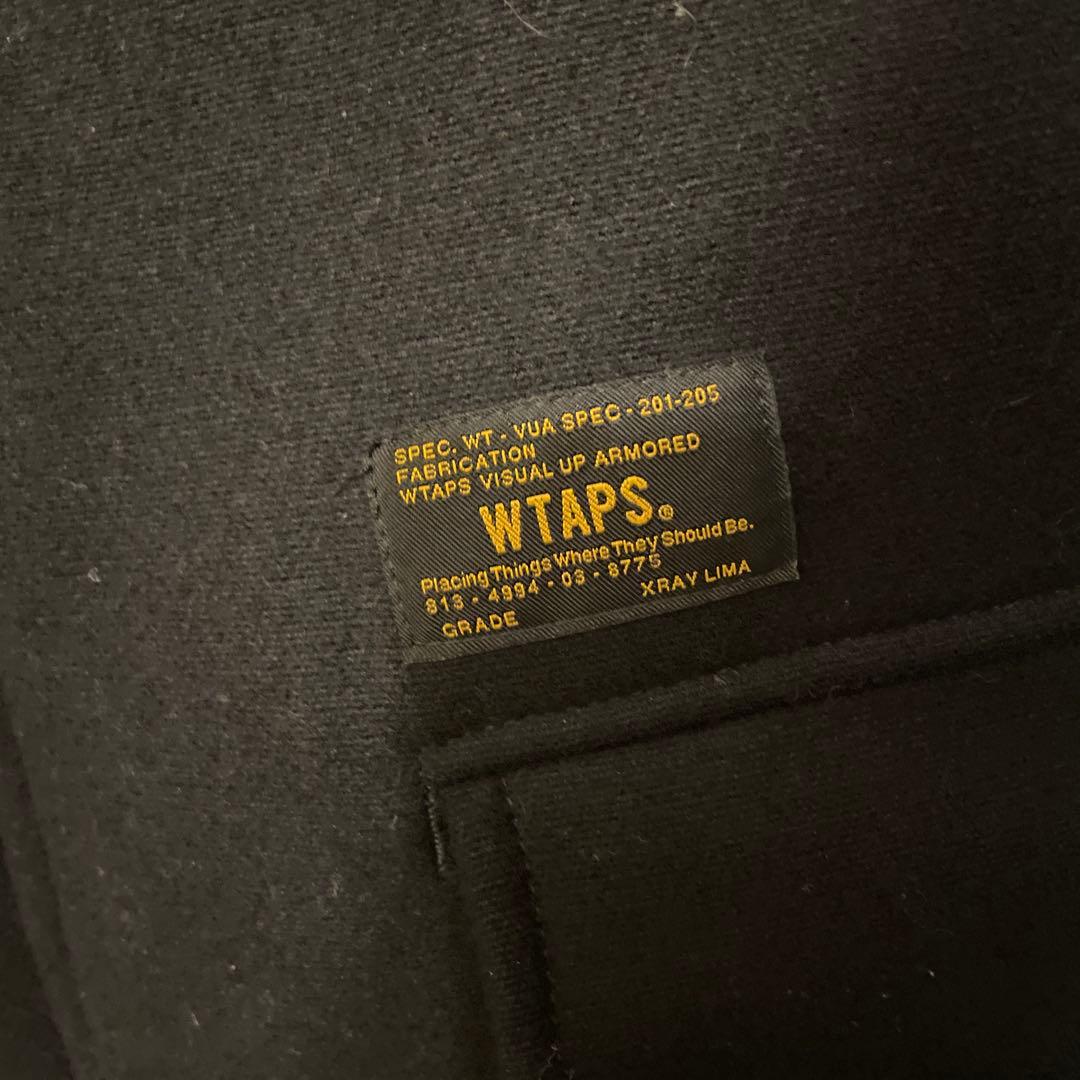 SPEC. WT - VUA SPEC - 201-205
FABRICATION
WTAPS VISUAL UP ARMORED
WTAPS®
Placing Things Where They Should Be.
813 - 4994 - 03 - 8775
GRADE XRAY LIMA